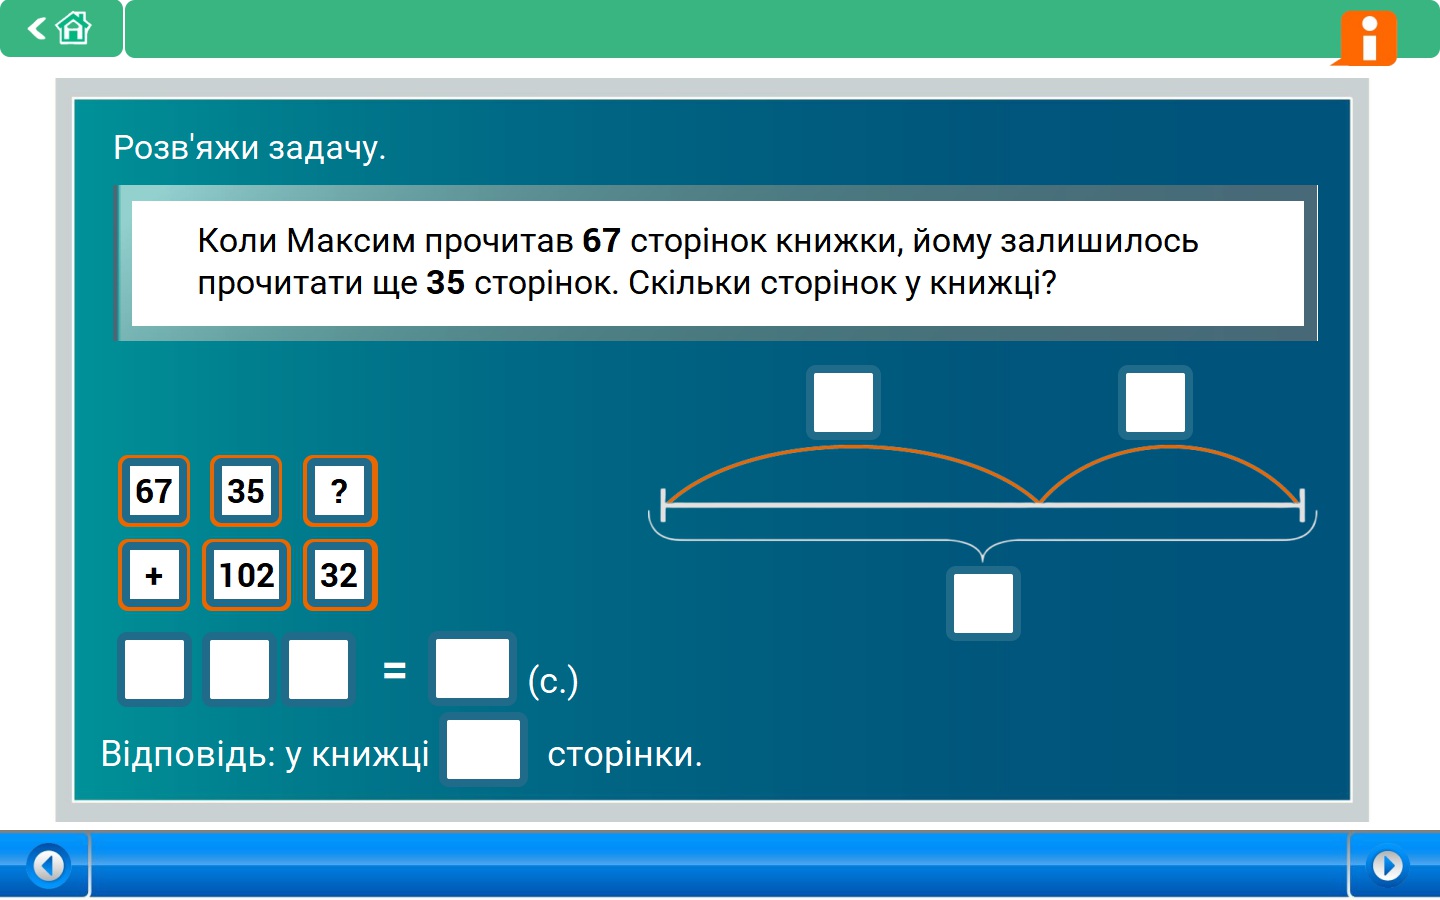 Розв'яжи задачу.
Коли Максим прочитав 67 сторінок книжки, йому залишилось
прочитати ще 35 сторінок. Скільки сторінок у книжці?
67 35 ?
+ 102 32
= (с.)
Відповідь: у книжці сторінки.